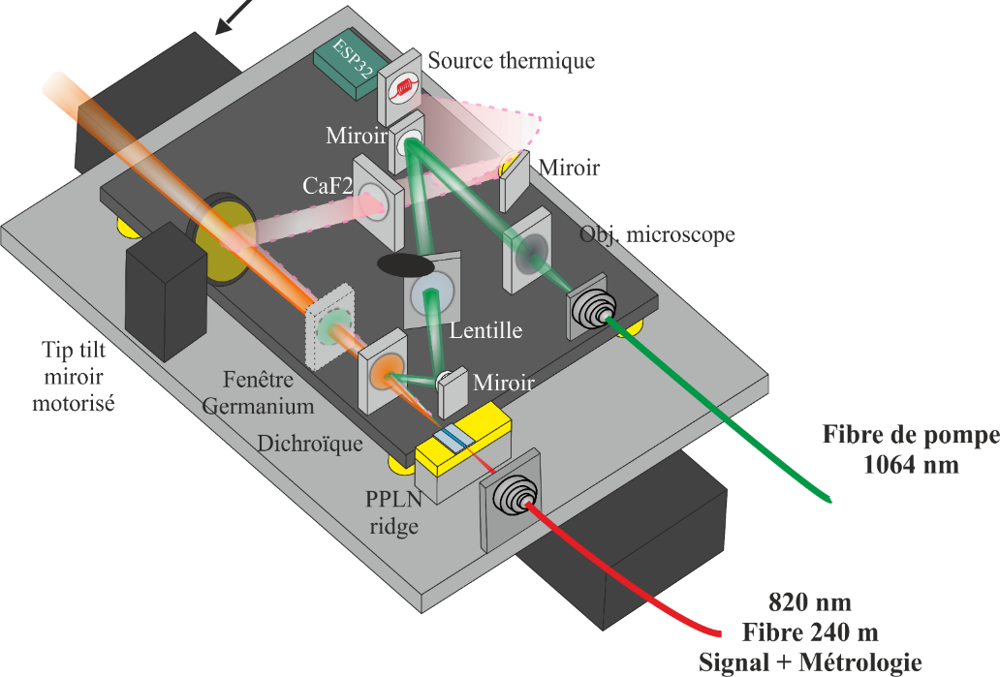 ESP32
Source thermique
Miroir
Miroir
CaF2
Obj. microscope
Lentille
Tip tilt
miroir
motorisé
Fenêtre
Germanium
Miroir
Dichroïque
Fibre de pompe
1064 nm
PPLN
ridge
820 nm
Fibre 240 m
Signal + Métrologie